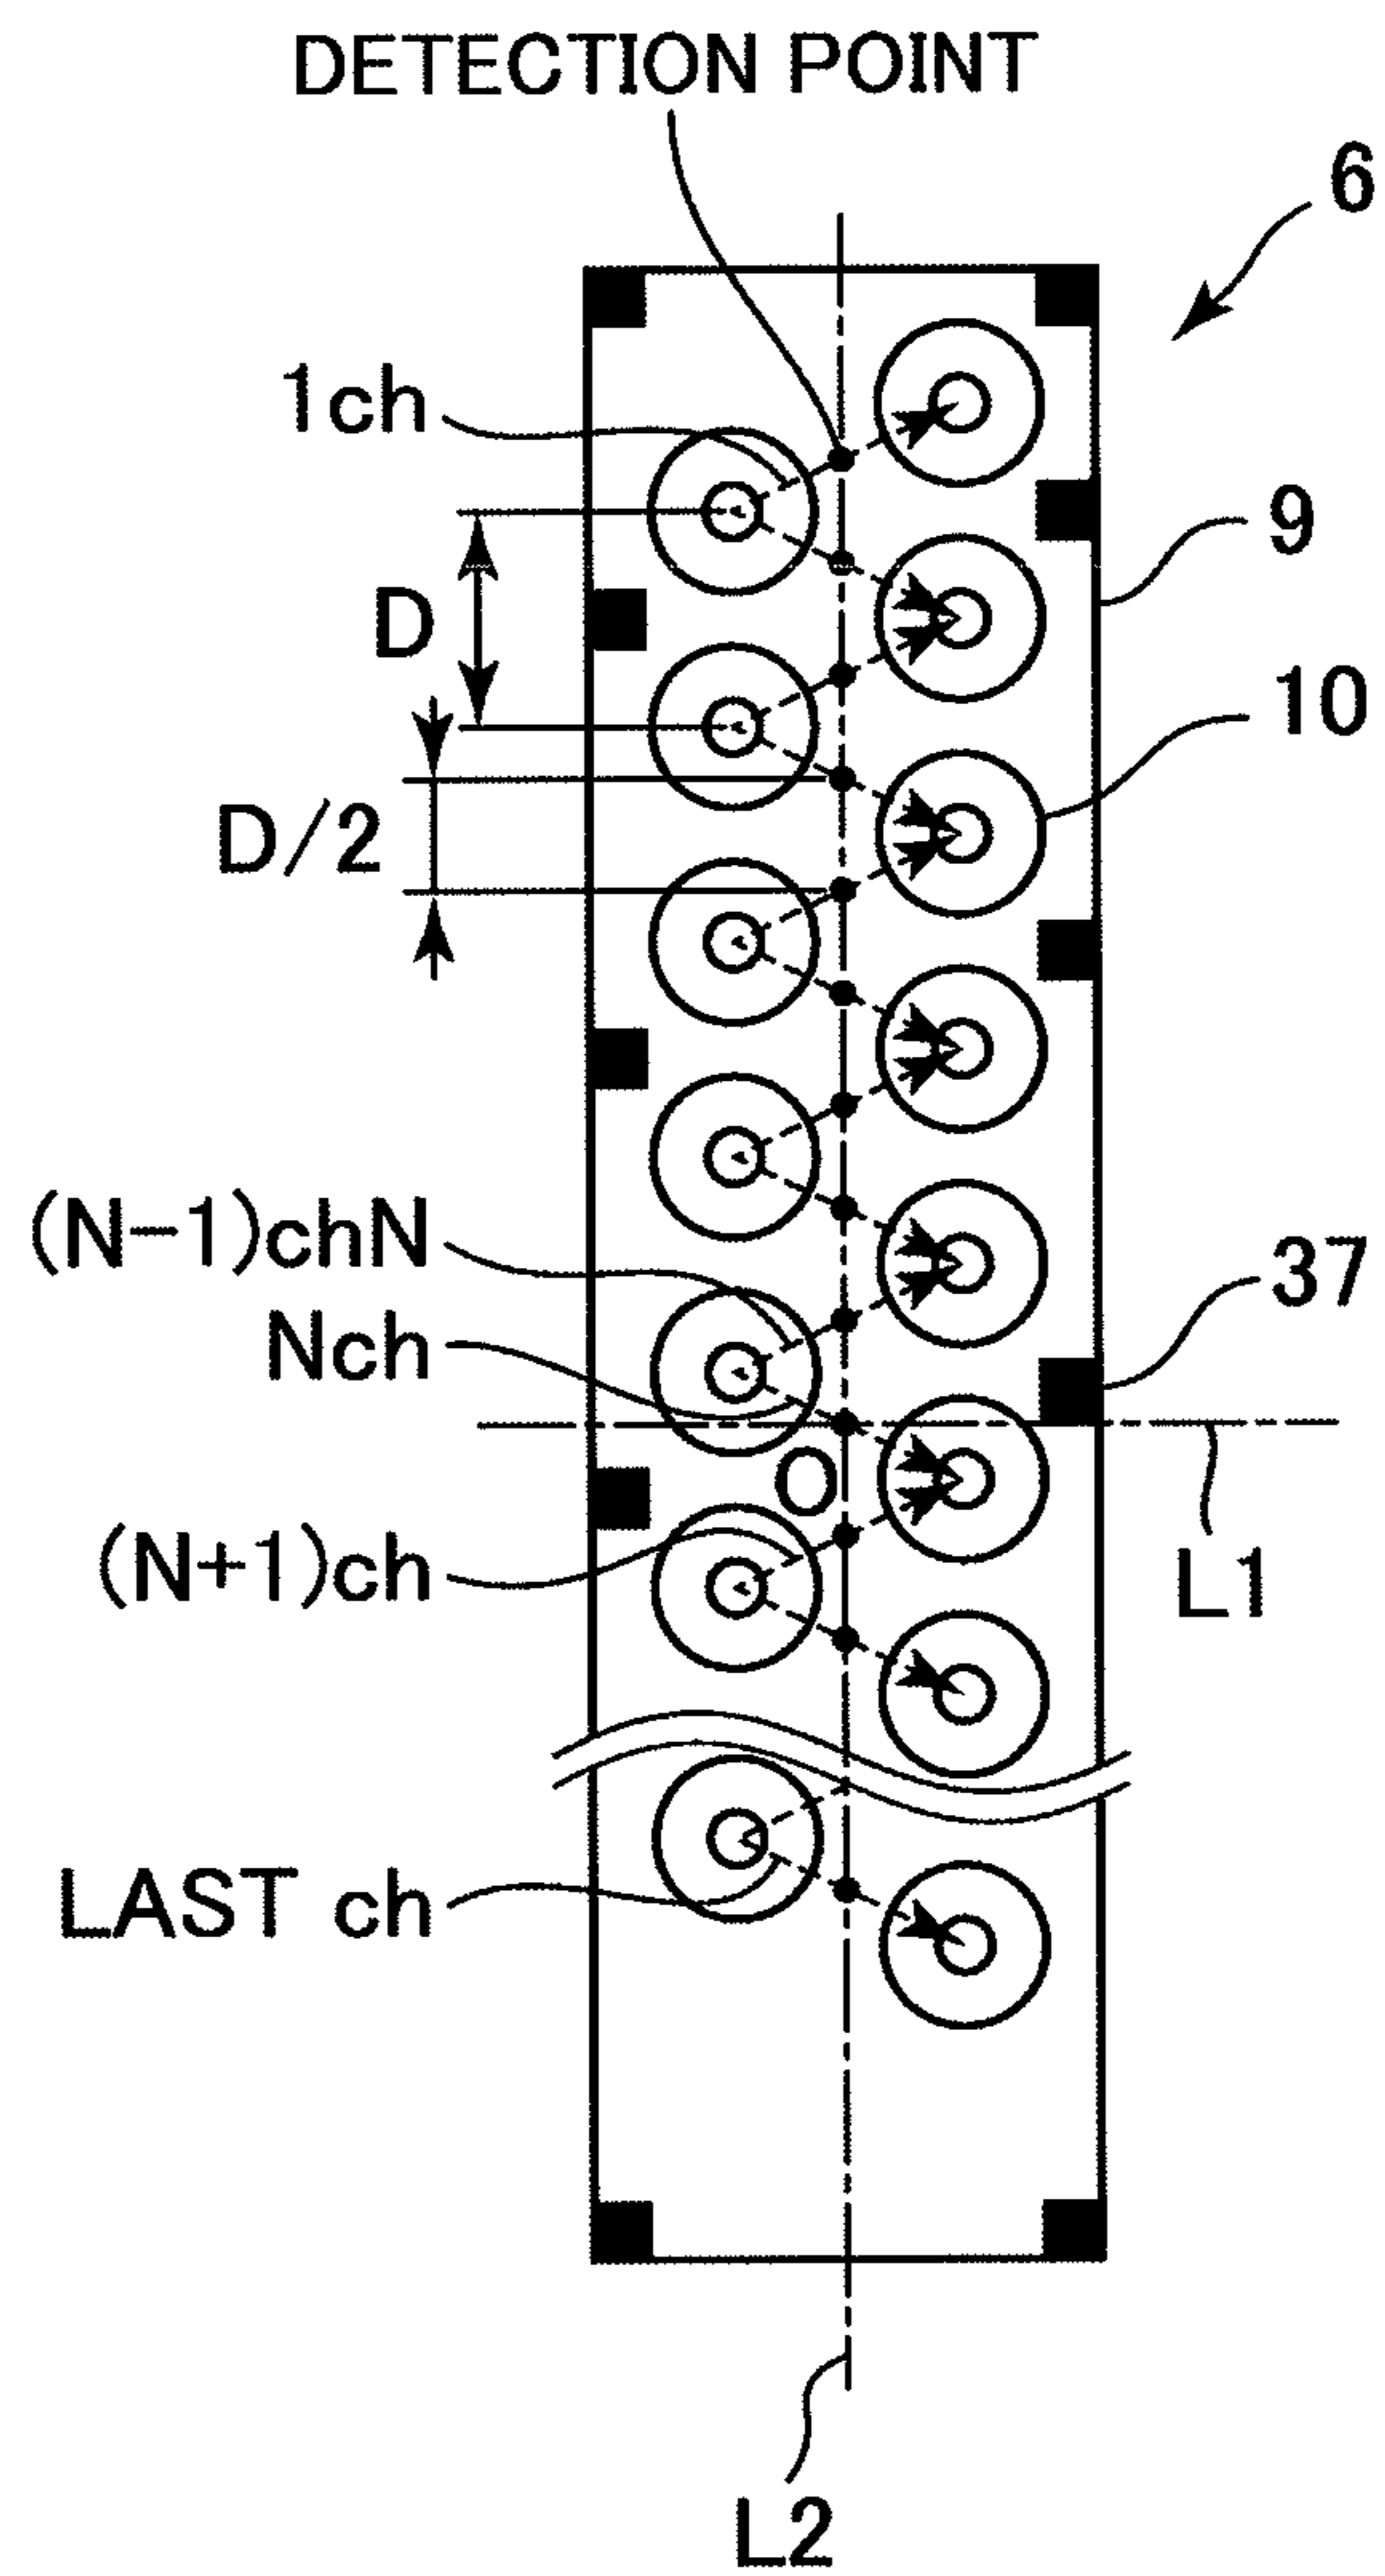 DETECTION POINT
6
1ch
9
D
10
D/2
(N-1)chN
37
Nch
O
(N+1)ch
L1
LAST ch
L2